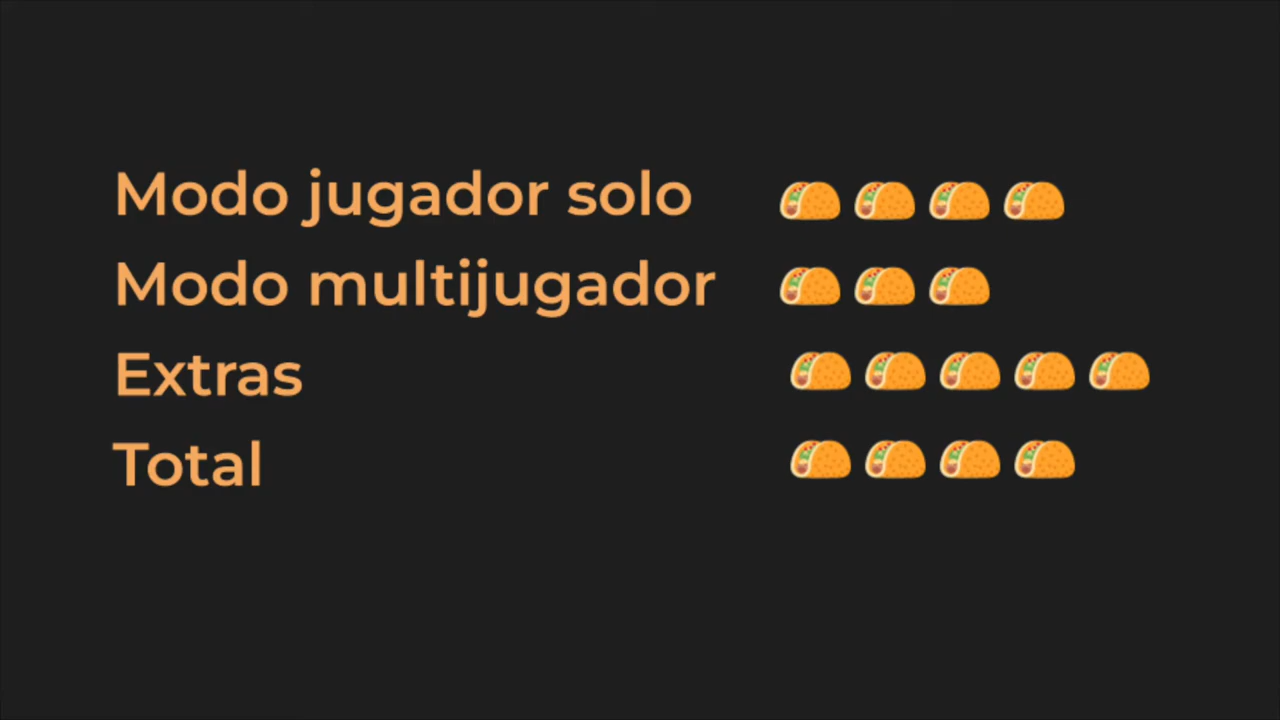 Modo jugador solo 🌮🌮🌮🌮
Modo multijugador 🌮🌮🌮
Extras 🌮🌮🌮🌮🌮
Total 🌮🌮🌮🌮